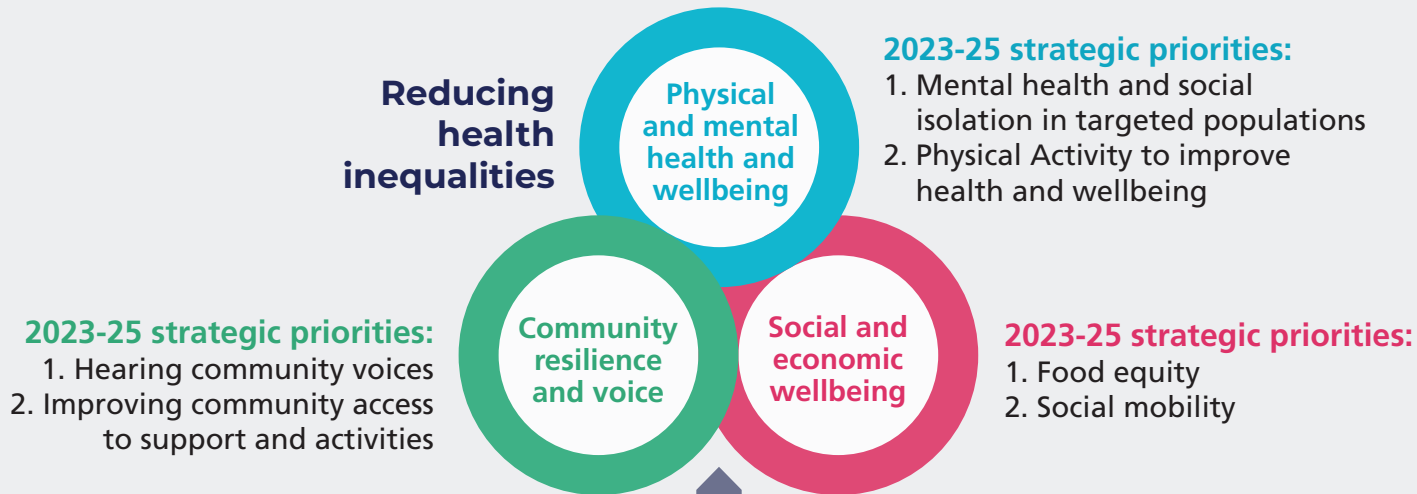 Reducing
health
inequalities
Physical
and mental
health and
wellbeing
2023-25 strategic priorities:
1. Mental health and social
isolation in targeted populations
2. Physical Activity to improve
health and wellbeing
2023-25 strategic priorities:
1. Hearing community voices
2. Improving community access
to support and activities
Community
resilience
and voice
Social and
economic
wellbeing
2023-25 strategic priorities:
1. Food equity
2. Social mobility